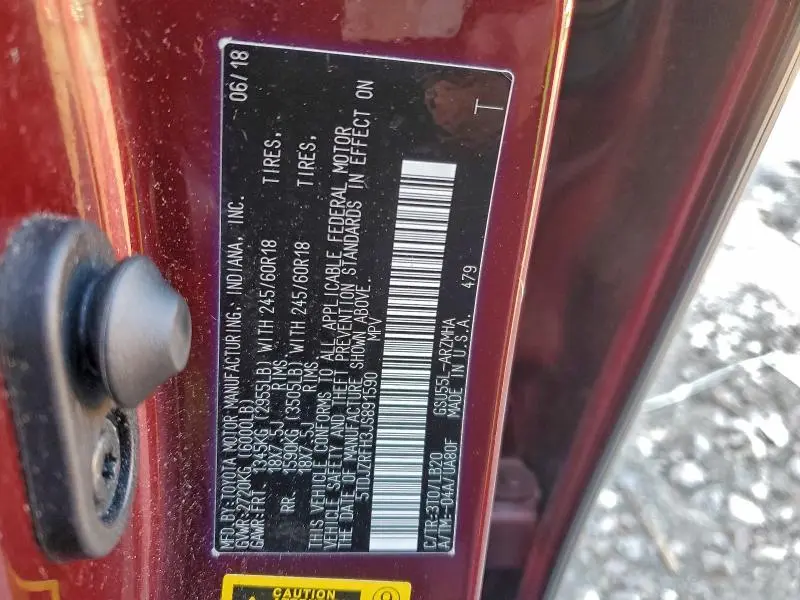 MFD.BY:TOYOTA MOTOR MANUFACTURING, INDIANA, INC. 06/18
GVWR:2720KG (6000LB)
GAWR:FRT. 1345KG (2955LB) WITH 245/60R18 TIRES,
18X7.5J RIMS
RR. 1590KG (3505LB) WITH 245/60R18 TIRES,
18X7.5J RIMS
THIS VEHICLE CONFORMS TO ALL APPLICABLE FEDERAL MOTOR
VEHICLE SAFETY AND THEFT PREVENTION STANDARDS IN EFFECT ON
THE DATE OF MANUFACTURE SHOWN ABOVE.
5TDJZRFH3JS891590 MPV
C/TR:3T0/LB20 GSU55L-ARZMHA
A/TM:-04A/UA80F MADE IN U.S.A. 479
T
CAUTION